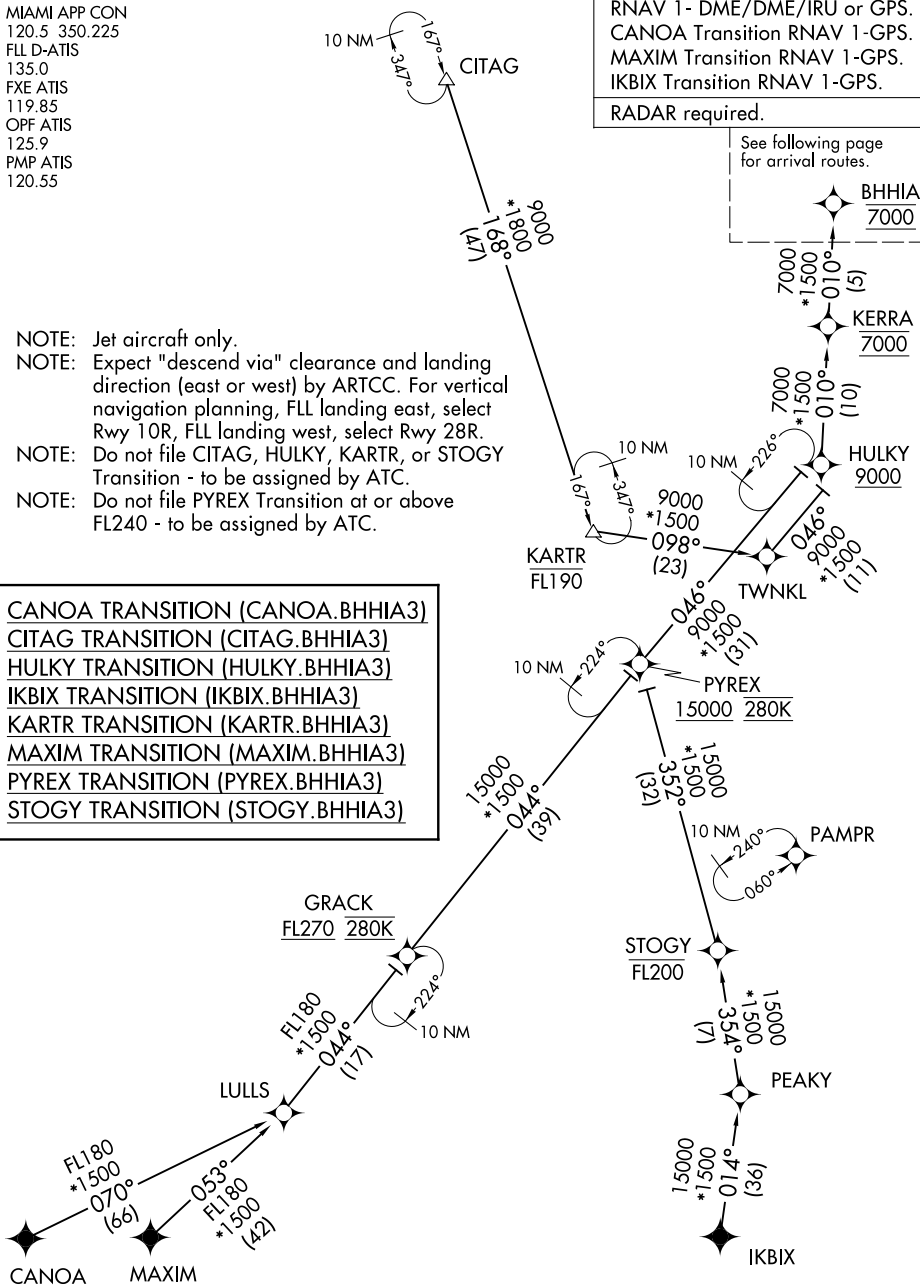 MIAMI APP CON
120.5 350.225
FLL D-ATIS
135.0
FXE ATIS
119.85
OPF ATIS
125.9
PMP ATIS
120.55
RNAV 1- DME/DME/IRU or GPS.
CANOA Transition RNAV 1-GPS.
MAXIM Transition RNAV 1-GPS.
IKBIX Transition RNAV 1-GPS.
RADAR required.
See following page
for arrival routes.
10 NM
167°
347°
CITAG
9000
*1800
168°
(47)
BHHIA
7000
7000
*1500
010°
(5)
KERRA
7000
7000
*1500
010°
(10)
NOTE: Jet aircraft only.
NOTE: Expect "descend via" clearance and landing
direction (east or west) by ARTCC. For vertical
navigation planning, FLL landing east, select
Rwy 10R, FLL landing west, select Rwy 28R.
NOTE: Do not file CITAG, HULKY, KARTR, or STOGY
Transition - to be assigned by ATC.
NOTE: Do not file PYREX Transition at or above
FL240 - to be assigned by ATC.
10 NM
167°
347°
KARTR
FL190
9000
*1500
098°
(23)
10 NM
226°
HULKY
9000
046°
9000
*1500
(11)
TWNKL
046°
9000
*1500
(31)
10 NM
224°
PYREX
15000 280K
CANOA TRANSITION (CANOA.BHHIA3)
CITAG TRANSITION (CITAG.BHHIA3)
HULKY TRANSITION (HULKY.BHHIA3)
IKBIX TRANSITION (IKBIX.BHHIA3)
KARTR TRANSITION (KARTR.BHHIA3)
MAXIM TRANSITION (MAXIM.BHHIA3)
PYREX TRANSITION (PYREX.BHHIA3)
STOGY TRANSITION (STOGY.BHHIA3)
15000
*1500
044°
(39)
15000
*1500
352°
(32)
10 NM
240°
060°
PAMPR
GRACK
FL270 280K
224°
10 NM
STOGY
FL200
FL180
*1500
044°
(17)
15000
*1500
354°
(7)
LULLS
PEAKY
FL180
*1500
070°
(66)
053°
FL180
*1500
(42)
15000
*1500
014°
(36)
CANOA
MAXIM
IKBIX